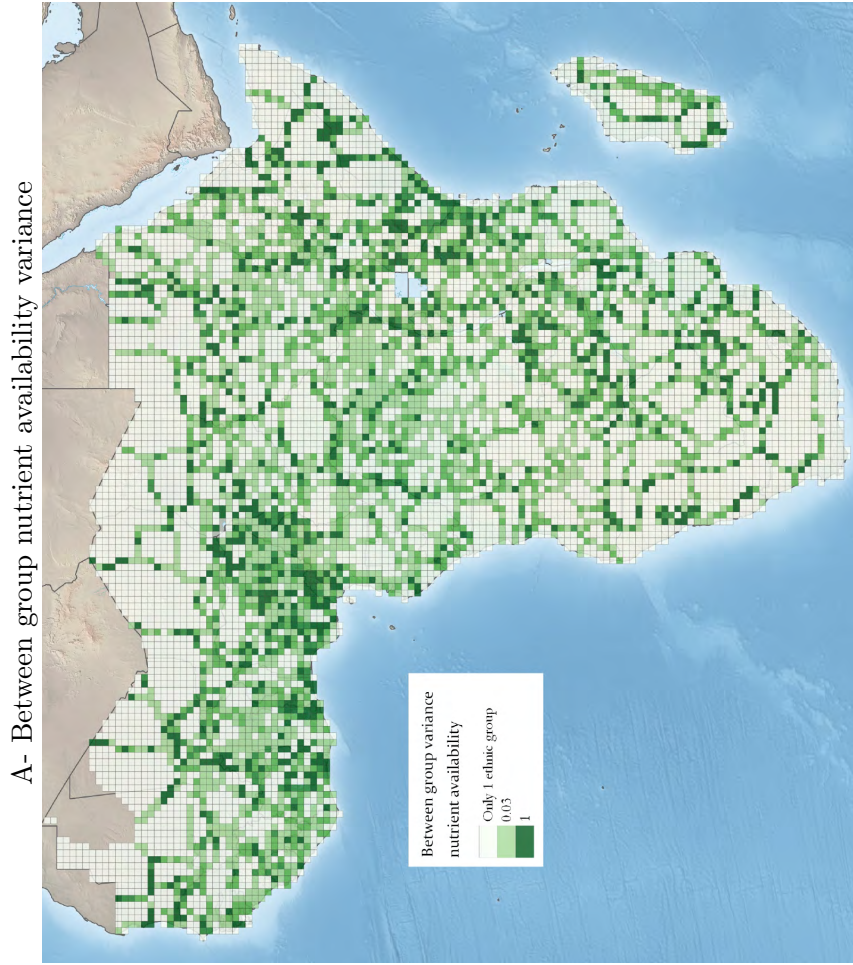 A- Between group nutrient availability variance
Between group variance
nutrient availability
Only 1 ethnic group
0.03
1